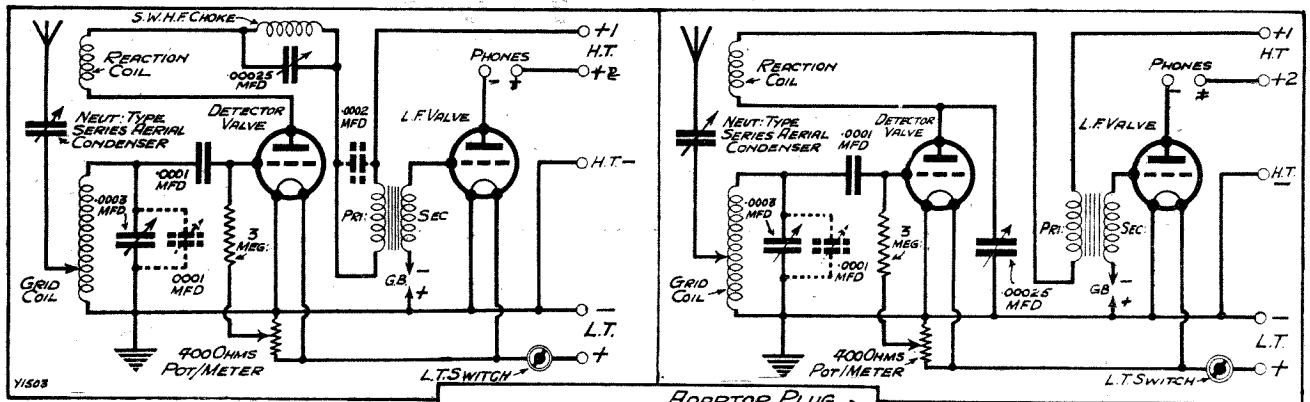 S.W.H.F. CHOKE
REACTION
COIL
.00025
MFD
+1
H.T.
+2
PHONES
- +
NEUT: TYPE
SERIES AERIAL
CONDENSER
DETECTOR
VALVE
.0002
MFD
L.F. VALVE
.0001
MFD
H.T-
.0003
MFD
.0001
MFD
3
MEG:
PRI:
SEC
GRID
COIL
G.B.
-
+
-
L.T.
+
400 OHMS
POT/METER
L.T. SWITCH
Y1503
REACTION
COIL
+1
H.T
+2
PHONES
-
NEUT: TYPE
SERIES AERIAL
CONDENSER
DETECTOR
VALVE
.0001
MFD
L.F. VALVE
H.T.
-
.0003
MFD
.0001
MFD
3
MEG:
PRI:
SEC:
GRID
COIL
.00025
MFD
G.B
-
+
-
L.T.
+
400 OHMS
POT/METER
L.T. SWITCH
ADAPTOR PLUG